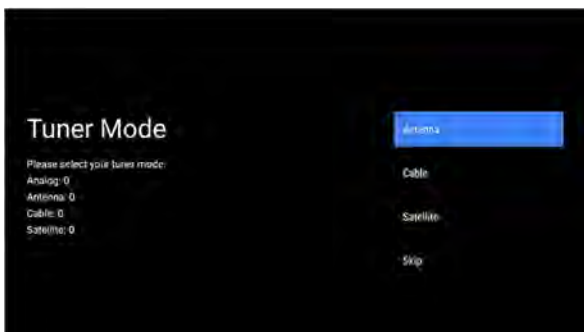 Tuner Mode
Please select your tuner mode:
Analog: 0
Antenna: 0
Cable: 0
Satellite: 0
Antenna
Cable
Satellite
Skip